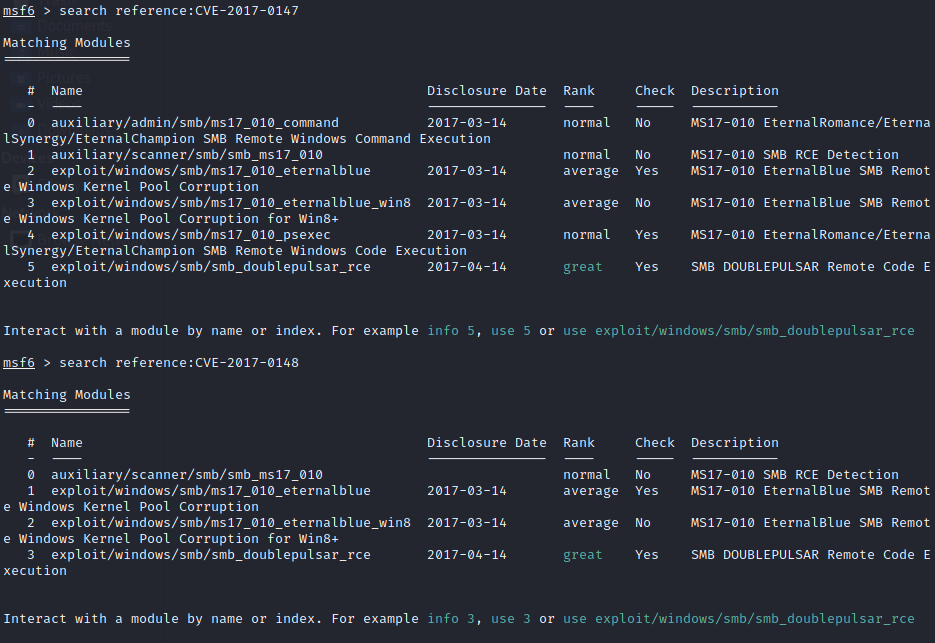 msf6 > search reference:CVE-2017-0147
Matching Modules
================
# Name Disclosure Date Rank Check Description
- ---- --------------- ---- ----- -----------
0 auxiliary/admin/smb/ms17_010_command 2017-03-14 normal No MS17-010 EternalRomance/Eterna
lSynergy/EternalChampion SMB Remote Windows Command Execution
1 auxiliary/scanner/smb/smb_ms17_010 normal No MS17-010 SMB RCE Detection
2 exploit/windows/smb/ms17_010_eternalblue 2017-03-14 average Yes MS17-010 EternalBlue SMB Remot
e Windows Kernel Pool Corruption
3 exploit/windows/smb/ms17_010_eternalblue_win8 2017-03-14 average No MS17-010 EternalBlue SMB Remot
e Windows Kernel Pool Corruption for Win8+
4 exploit/windows/smb/ms17_010_psexec 2017-03-14 normal Yes MS17-010 EternalRomance/Eterna
lSynergy/EternalChampion SMB Remote Windows Code Execution
5 exploit/windows/smb/smb_doublepulsar_rce 2017-04-14 great Yes SMB DOUBLEPULSAR Remote Code E
xecution
Interact with a module by name or index. For example info 5, use 5 or use exploit/windows/smb/smb_doublepulsar_rce
msf6 > search reference:CVE-2017-0148
Matching Modules
================
# Name Disclosure Date Rank Check Description
- ---- --------------- ---- ----- -----------
0 auxiliary/scanner/smb/smb_ms17_010 normal No MS17-010 SMB RCE Detection
1 exploit/windows/smb/ms17_010_eternalblue 2017-03-14 average Yes MS17-010 EternalBlue SMB Remot
e Windows Kernel Pool Corruption
2 exploit/windows/smb/ms17_010_eternalblue_win8 2017-03-14 average No MS17-010 EternalBlue SMB Remot
e Windows Kernel Pool Corruption for Win8+
3 exploit/windows/smb/smb_doublepulsar_rce 2017-04-14 great Yes SMB DOUBLEPULSAR Remote Code E
xecution
Interact with a module by name or index. For example info 3, use 3 or use exploit/windows/smb/smb_doublepulsar_rce